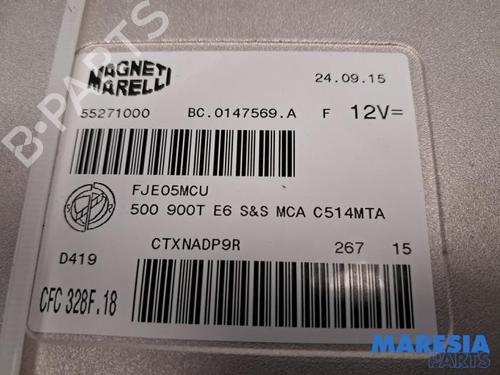 MAGNETI
MARELLI
24.09.15
55271000 BC.0147569.A F 12V=
FJE05MCU
500 900T E6 S&S MCA C514MTA
CTXNADP9R 267 15
D419
CFC 328F.18
B-PARTS
MARESIA
PARTS